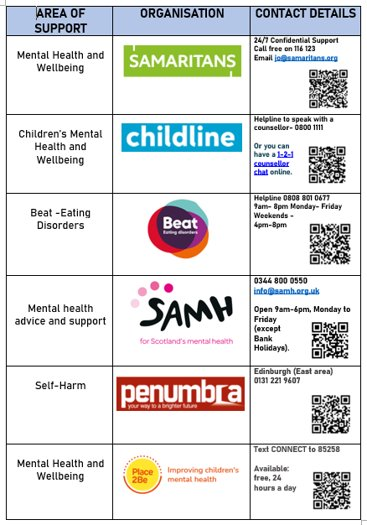 AREA OF SUPPORT
ORGANISATION
CONTACT DETAILS
Mental Health and
Wellbeing
SAMARITANS
24/7 Confidential Support
Call free on 116 123
Email jo@samaritans.org
Children's Mental
Health and
Wellbeing
childline
Helpline to speak with a
counsellor- 0800 1111
Or you can
have a 1-2-1
counsellor
chat online.
Beat -Eating
Disorders
Beat
Eating disorders
Helpline 0808 801 0677
9am- 8pm Monday- Friday
Weekends -
4pm-8pm
Mental health
advice and support
SAMH
for Scotland's mental health
0344 800 0550
info@samh.org.uk
Open 9am-6pm, Monday to
Friday
(except
Bank
Holidays).
Self-Harm
penumbra
your way to a brighter future
Edinburgh (East area)
0131 221 9607
Mental Health and
Wellbeing
Place
2Be
Improving children's
mental health
Text CONNECT to 85258
Available:
free, 24
hours a day